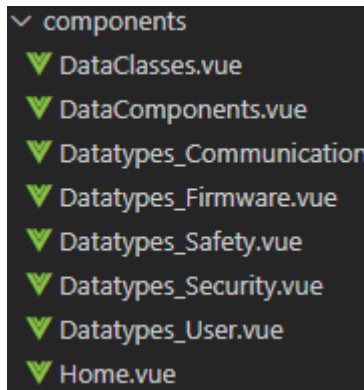 components
DataClasses.vue
DataComponents.vue
Datatypes_Communication
Datatypes_Firmware.vue
Datatypes_Safety.vue
Datatypes_Security.vue
Datatypes_User.vue
Home.vue